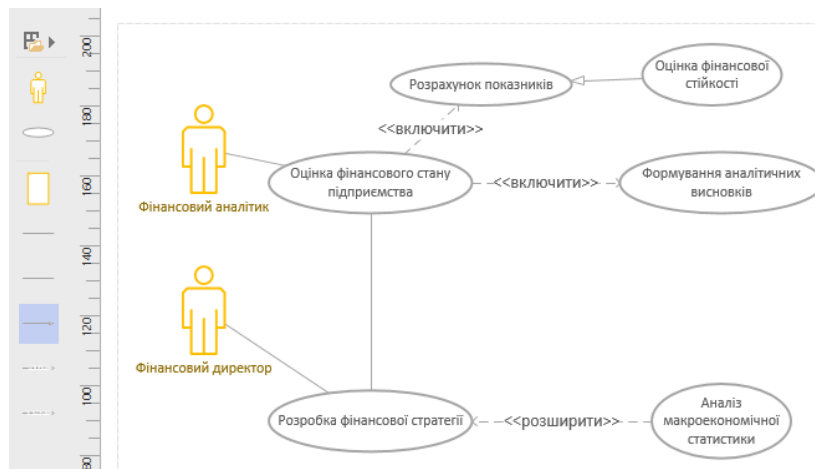 200
180
160
140
120
100
80
Оцінка фінансової
стійкості
Розрахунок показників
<<включити>>
Оцінка фінансового стану
підприємства
<<включити>>
Формування аналітичних
висновків
Фінансовий аналітик
Фінансовий директор
Розробка фінансової стратегії
<<розширити>>
Аналіз
макроекономічної
статистики